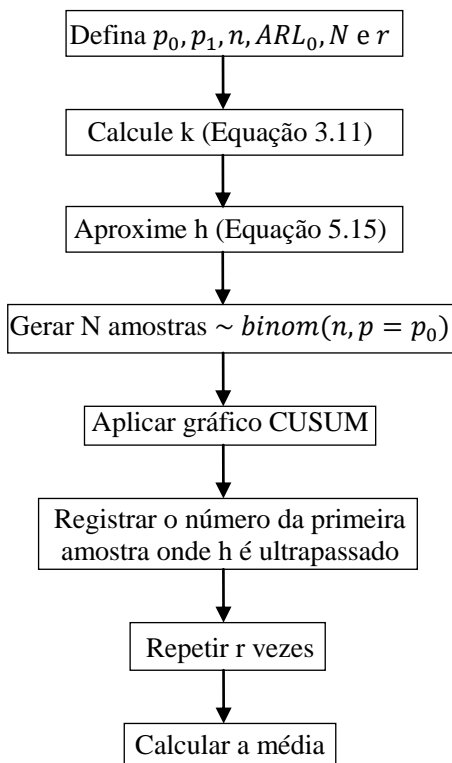 Defina p₀, p₁, n, ARL₀, N e r
Calcule k (Equação 3.11)
Aproxime h (Equação 5.15)
Gerar N amostras ~ binom(n, p = p₀)
Aplicar gráfico CUSUM
Registrar o número da primeira
amostra onde h é ultrapassado
Repetir r vezes
Calcular a média